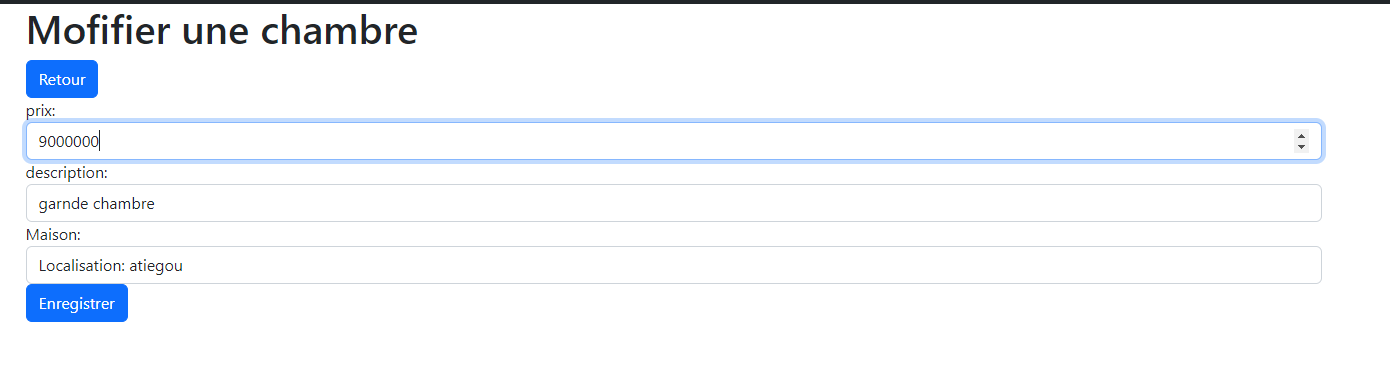 Mofifier une chambre
Retour
prix:
9000000
description:
garnde chambre
Maison:
Localisation: atiegou
Enregistrer